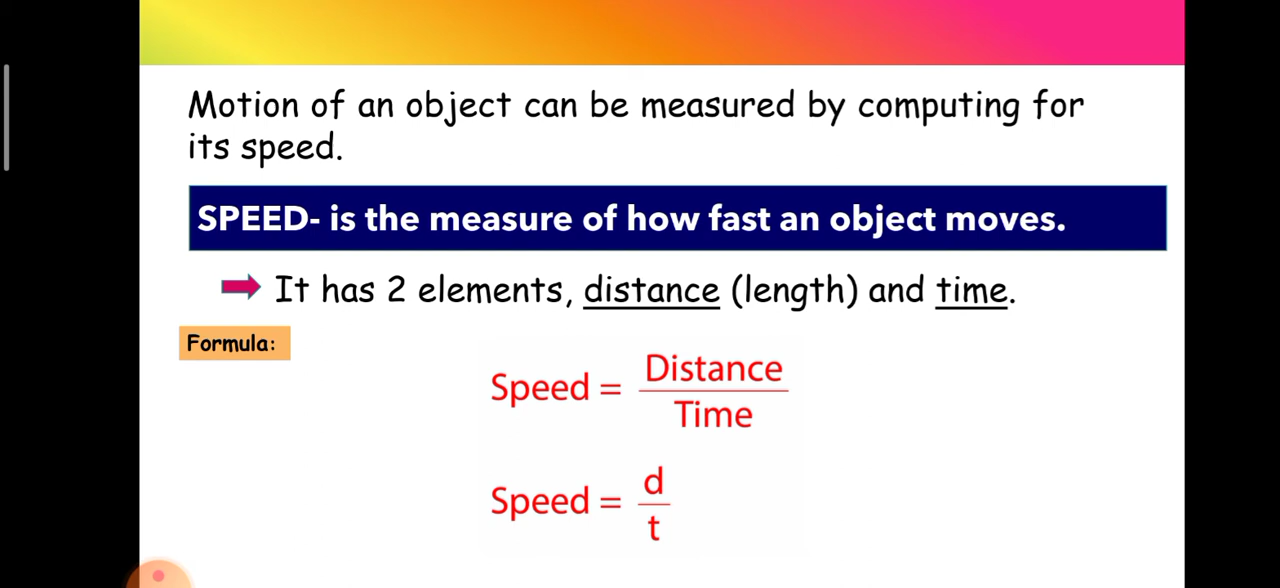 Motion of an object can be measured by computing for
its speed.
SPEED- is the measure of how fast an object moves.
It has 2 elements, distance (length) and time.
Formula:
Speed = Distance / Time
Speed = d / t